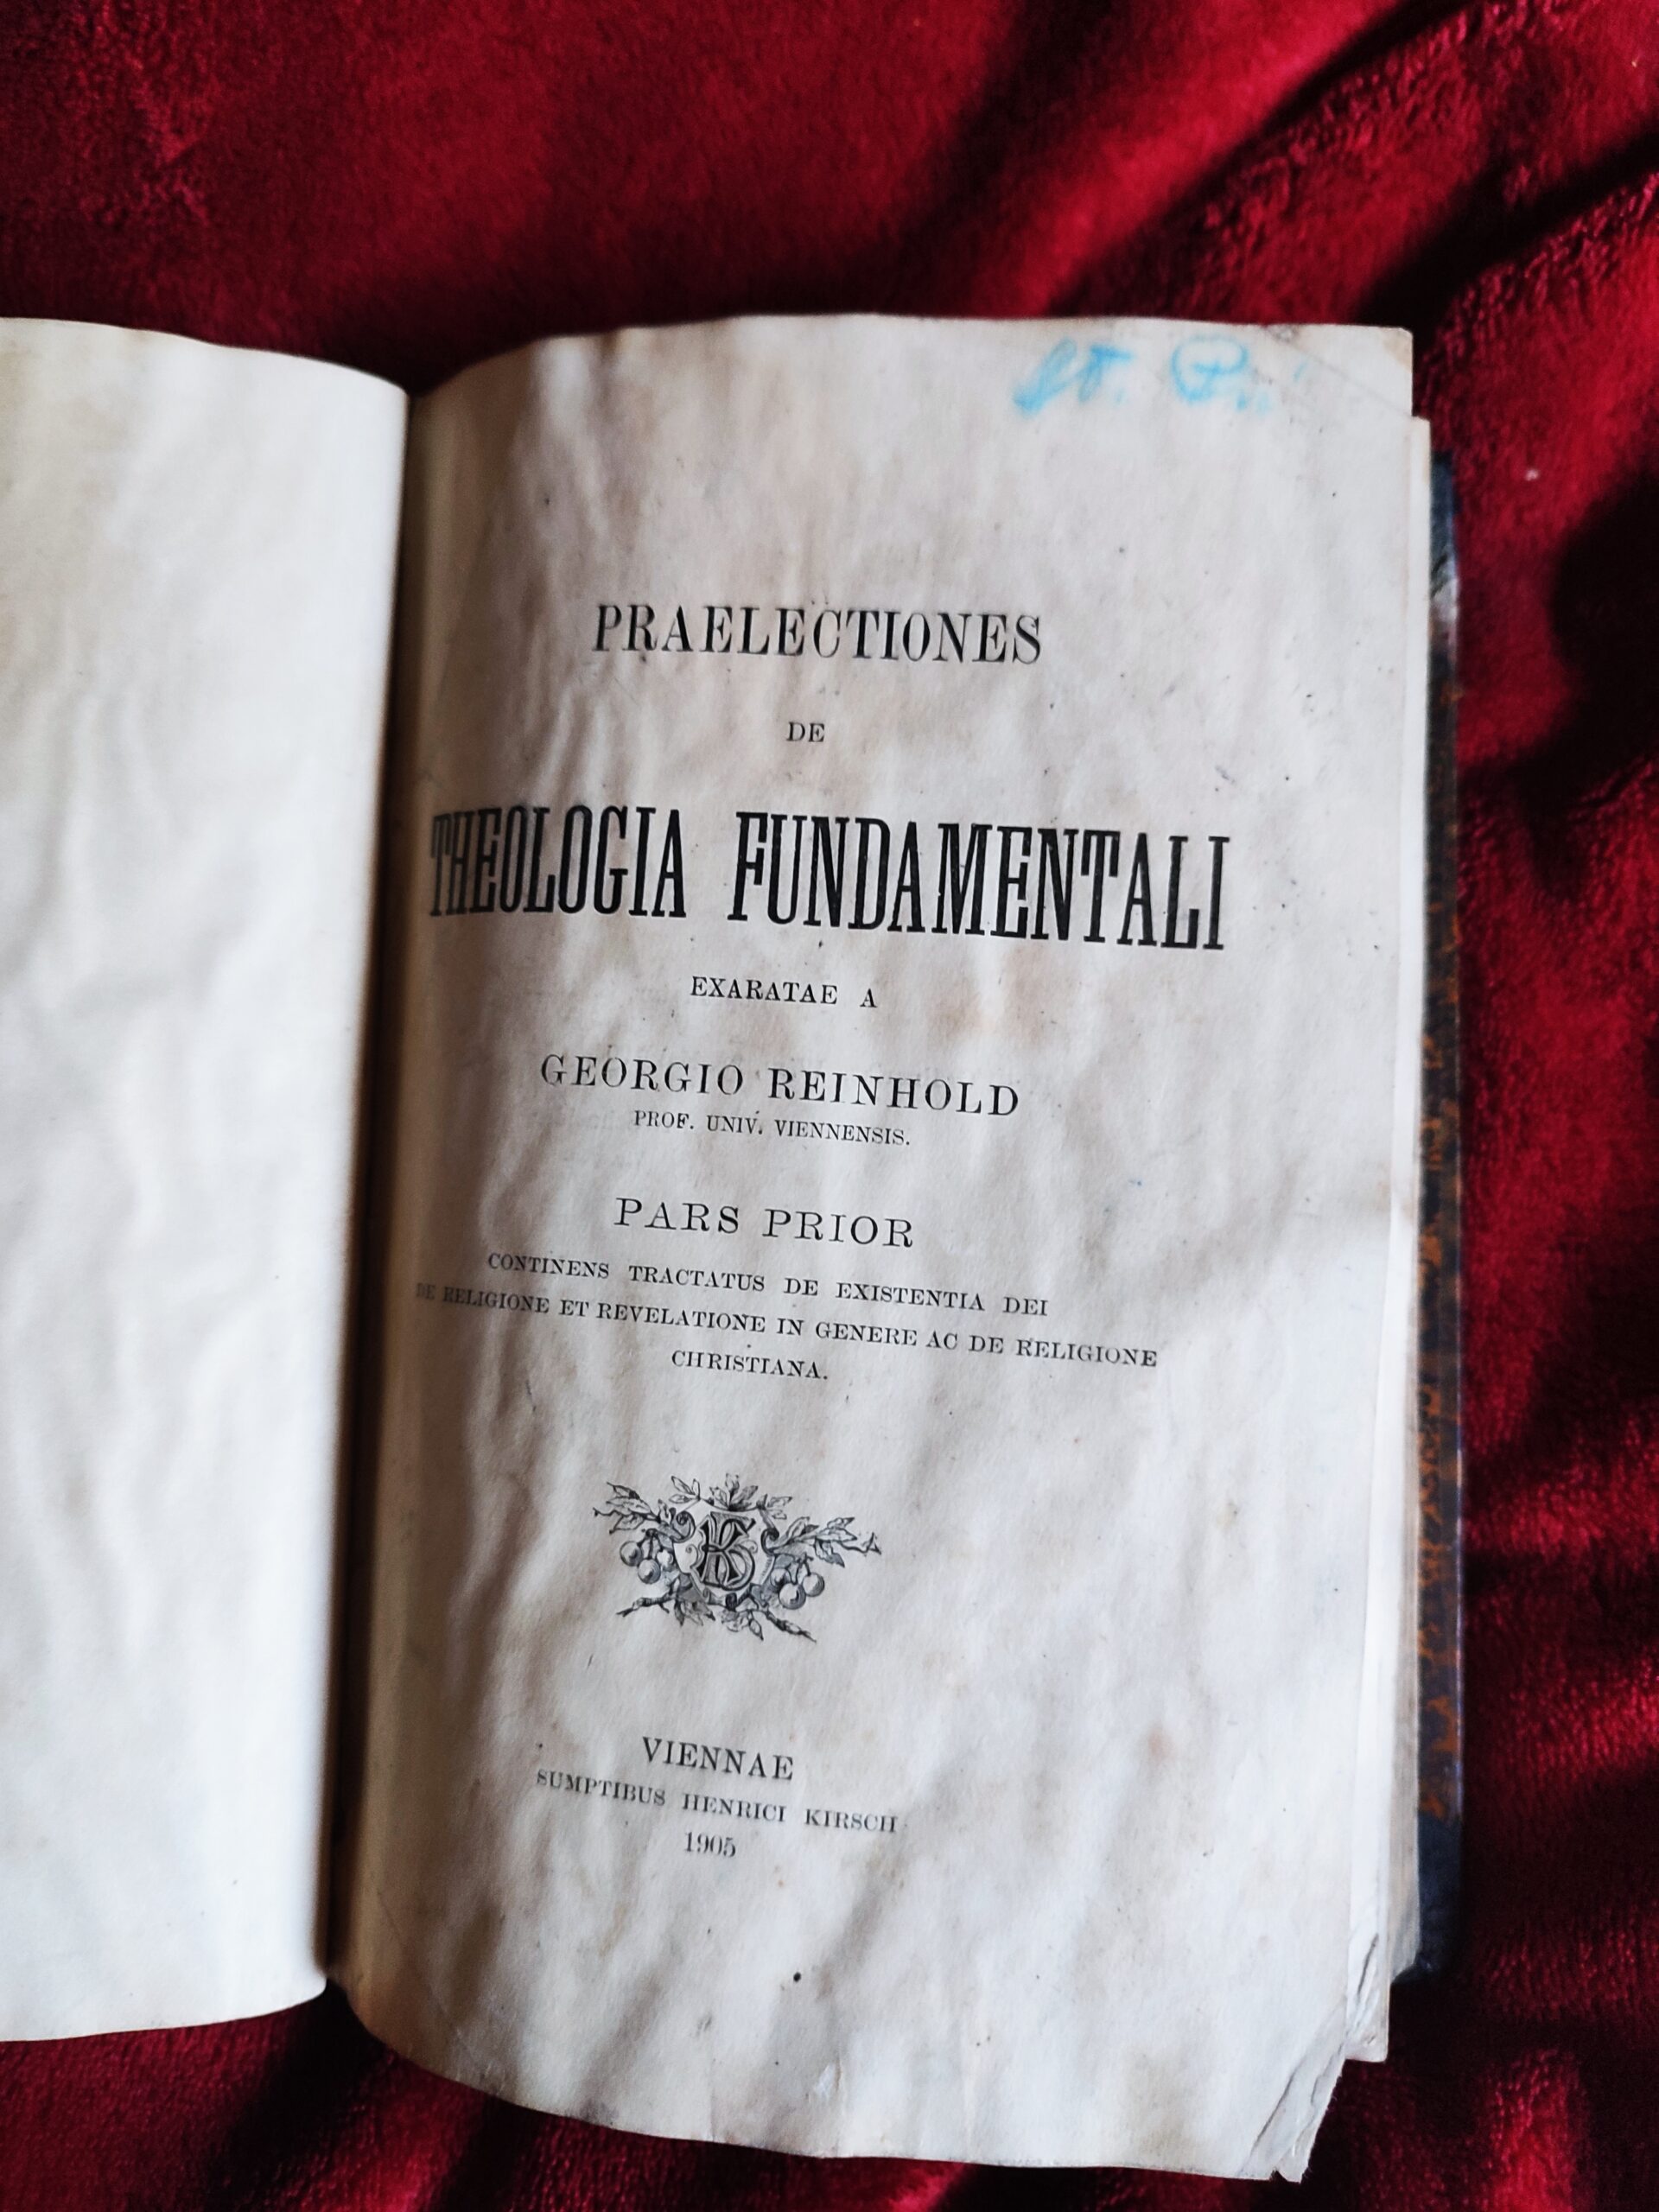 PRAELECTIONES
DE
THEOLOGIA FUNDAMENTALI
EXARATAE A
GEORGIO REINHOLD
PROF. UNIV. VIENNENSIS.
PARS PRIOR
CONTINENS TRACTATUS DE EXISTENTIA DEI
DE RELIGIONE ET REVELATIONE IN GENERE AC DE RELIGIONE
CHRISTIANA.
VIENNAE
SUMPTIBUS HENRICI KIRSCH
1905